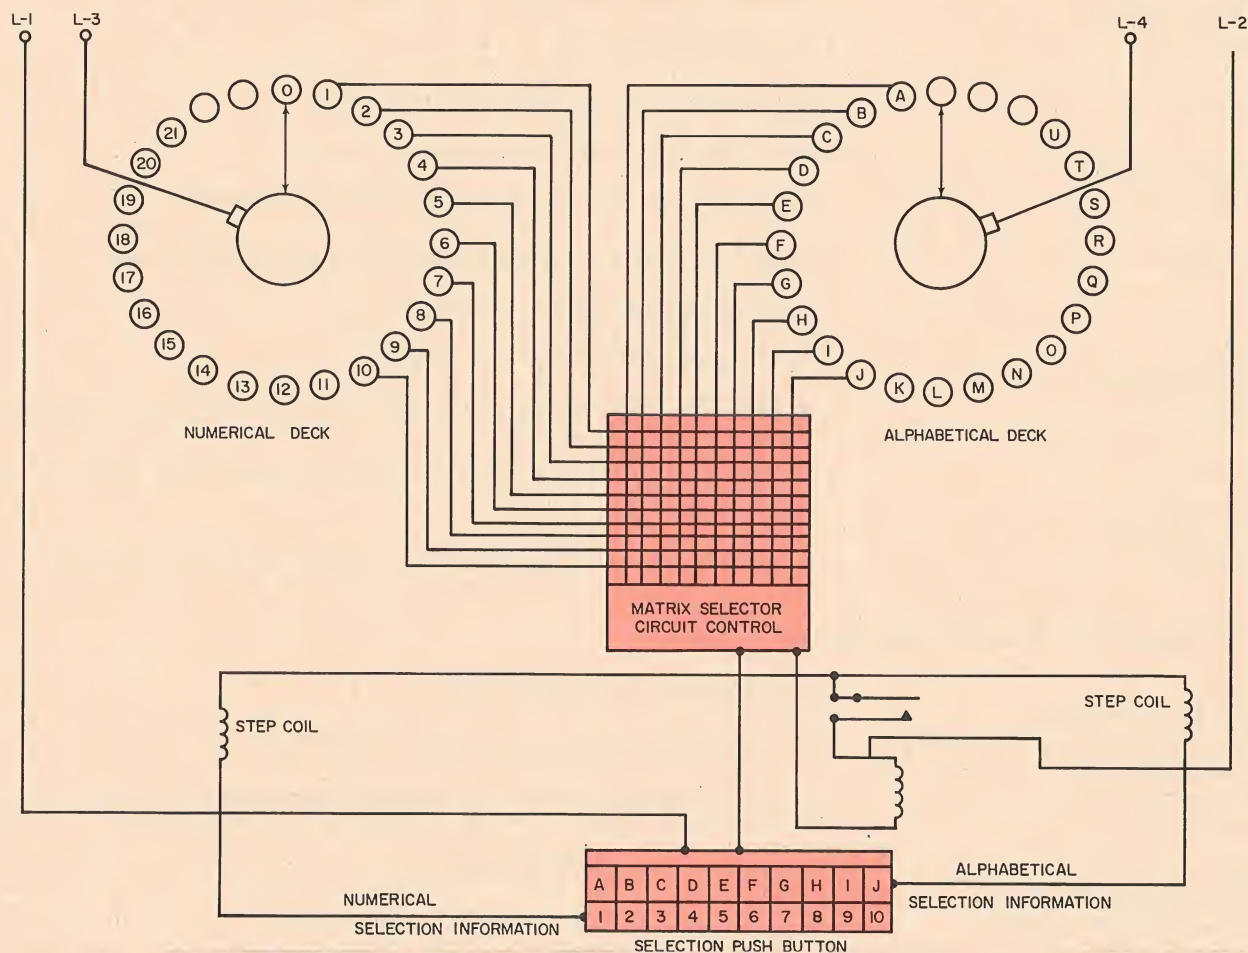 L-1
L-3
L-4
L-2
0
1
2
3
4
5
6
7
8
9
10
11
12
13
14
15
16
17
18
19
20
21
A
B
C
D
E
F
G
H
I
J
K
L
M
N
O
P
Q
R
S
T
U
NUMERICAL DECK
ALPHABETICAL DECK
MATRIX SELECTOR
CIRCUIT CONTROL
STEP COIL
STEP COIL
NUMERICAL
SELECTION INFORMATION
A B C D E F G H I J
1 2 3 4 5 6 7 8 9 10
ALPHABETICAL
SELECTION INFORMATION
SELECTION PUSH BUTTON